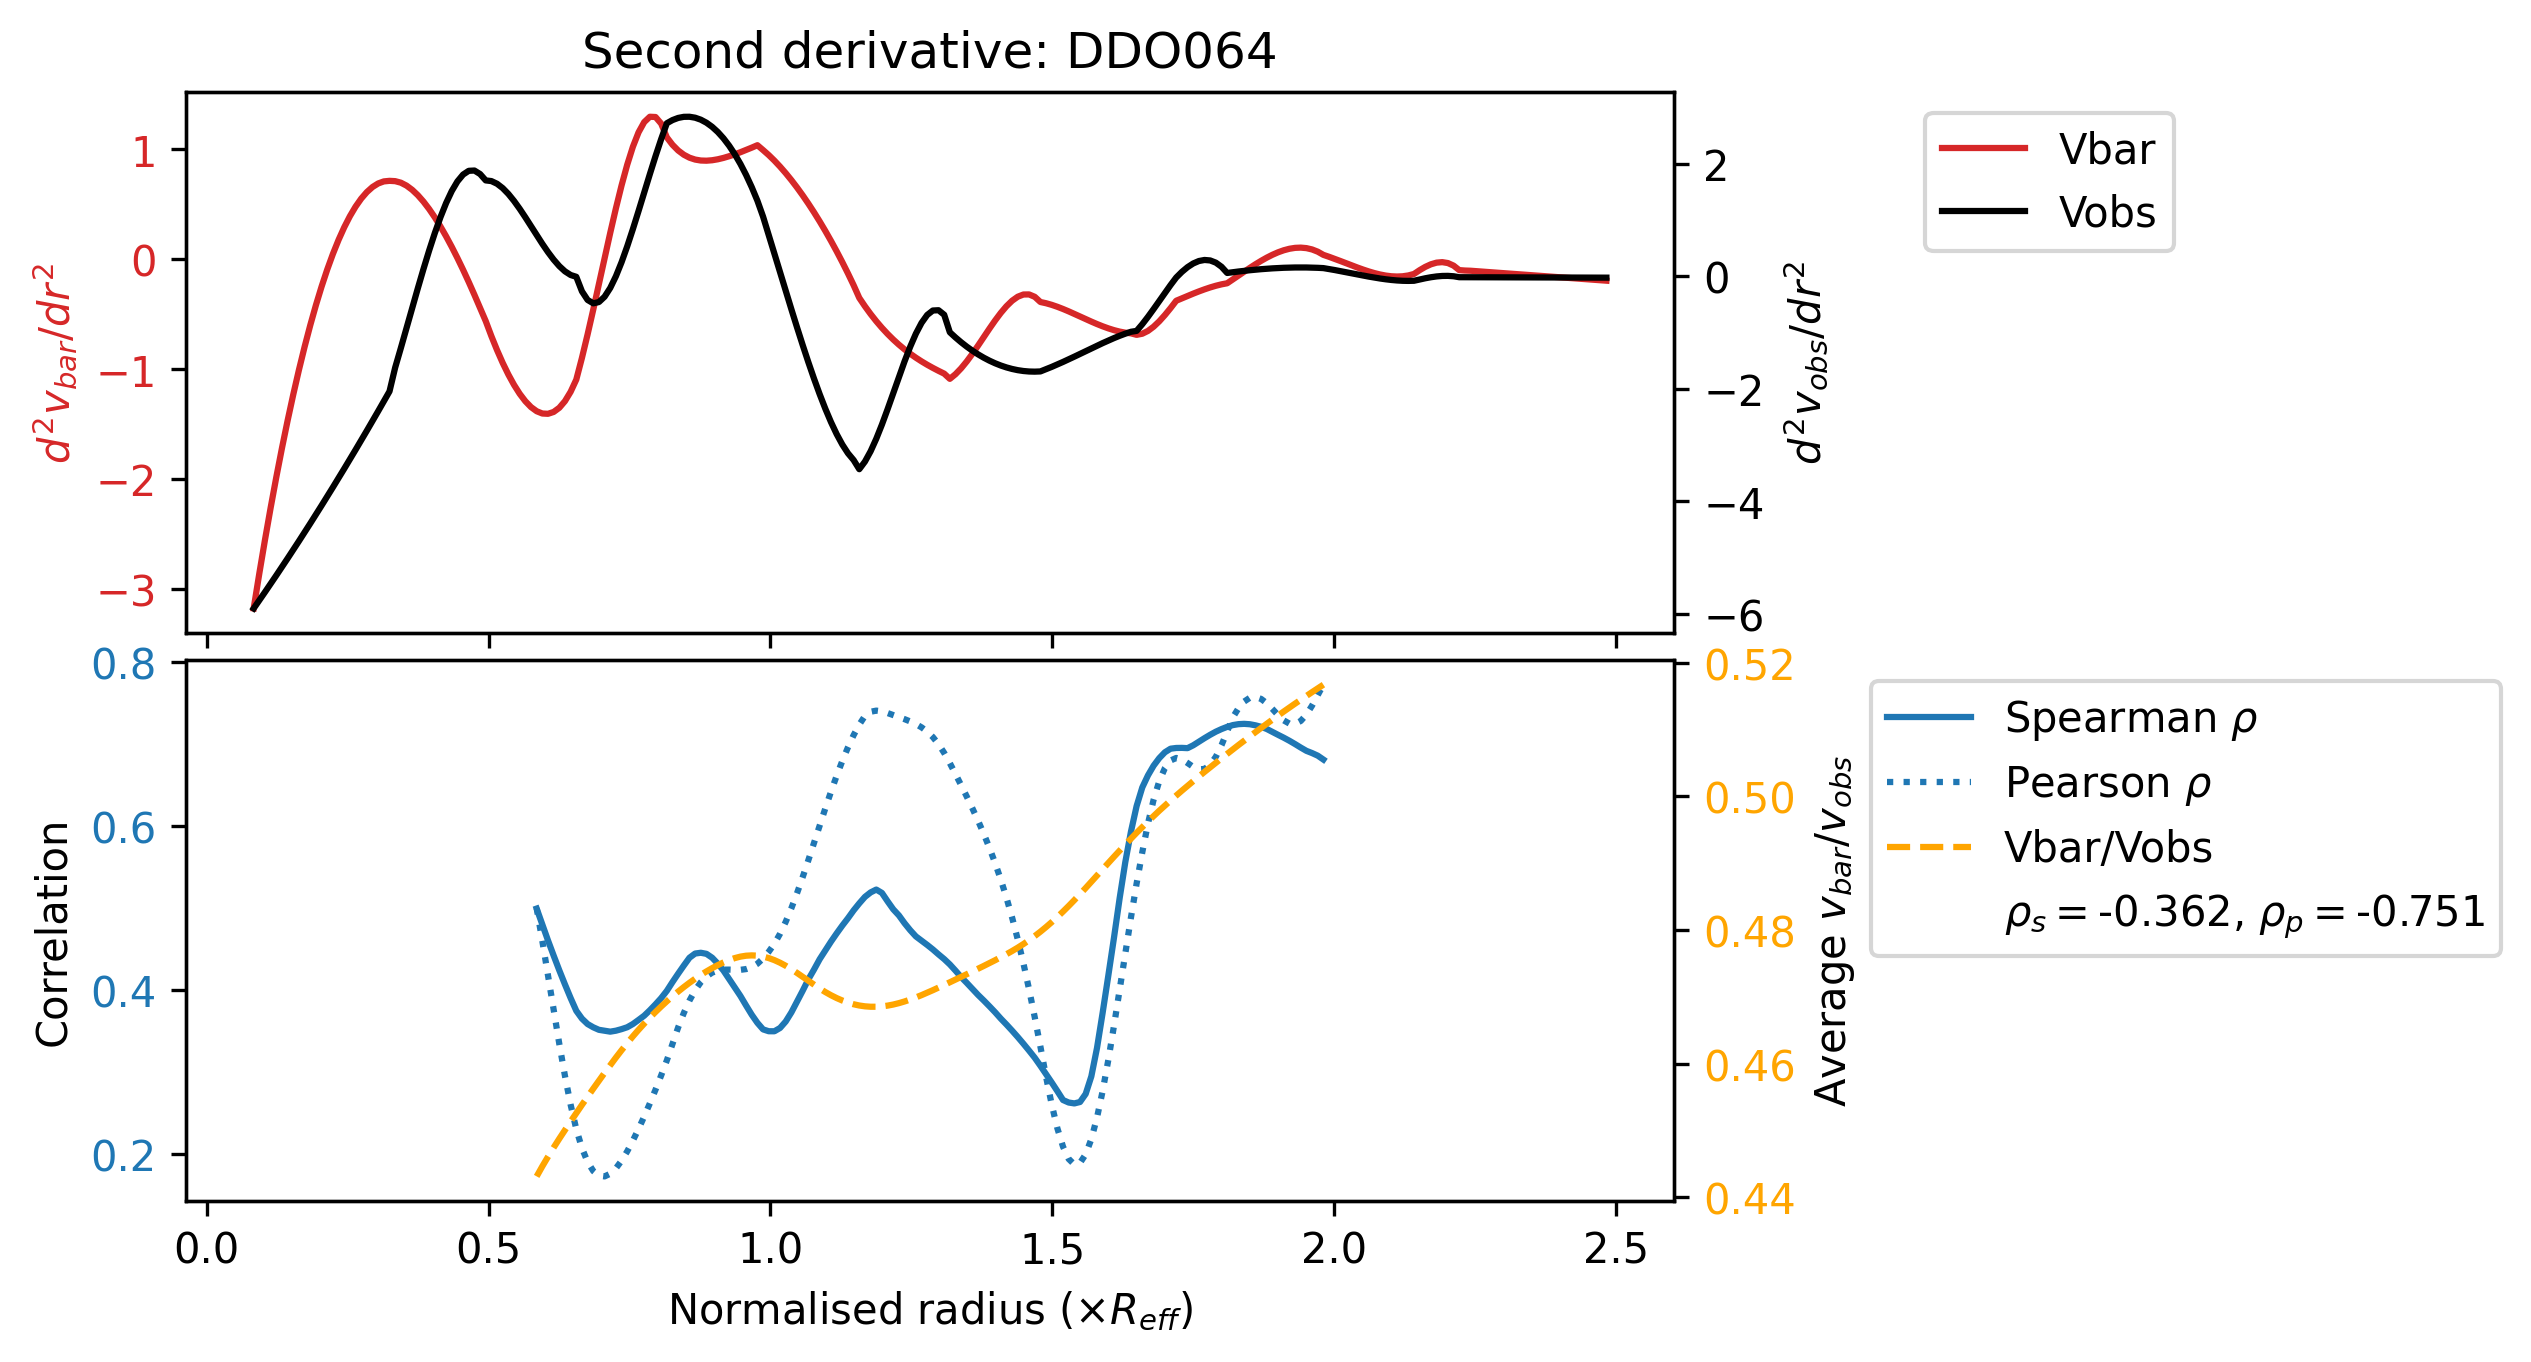 Second derivative: DDO064
d²v_bar/dr²
1
0
−1
−2
−3
2
0
−2
−4
−6
d²v_obs/dr²
Vbar
Vobs
Correlation
0.8
0.6
0.4
0.2
0.52
0.50
0.48
0.46
0.44
Average v_bar/v_obs
Spearman ρ
Pearson ρ
Vbar/Vobs
ρ_s = -0.362, ρ_p = -0.751
0.0 0.5 1.0 1.5 2.0 2.5
Normalised radius (×R_eff)